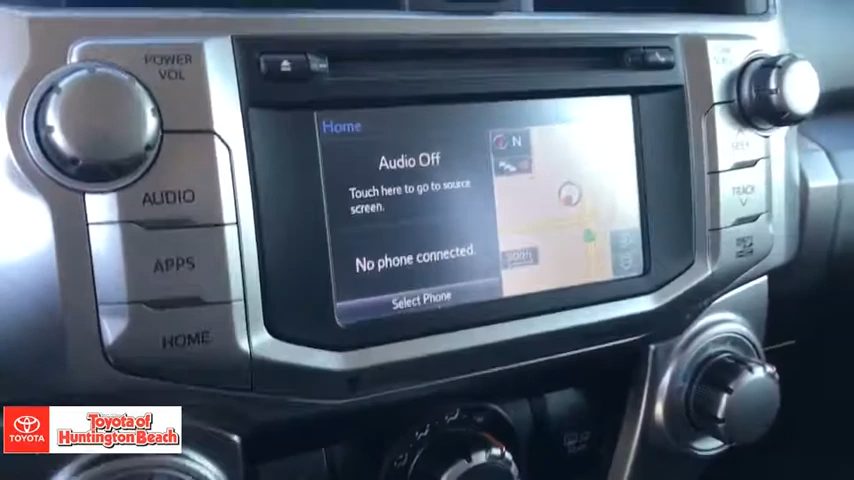 POWER
VOL
AUDIO
APPS
HOME
Home
Audio Off
Touch here to go to source
screen.
No phone connected.
Select Phone
N
500ft
SEEK
TRACK
TOYOTA
Toyota of
Huntington Beach